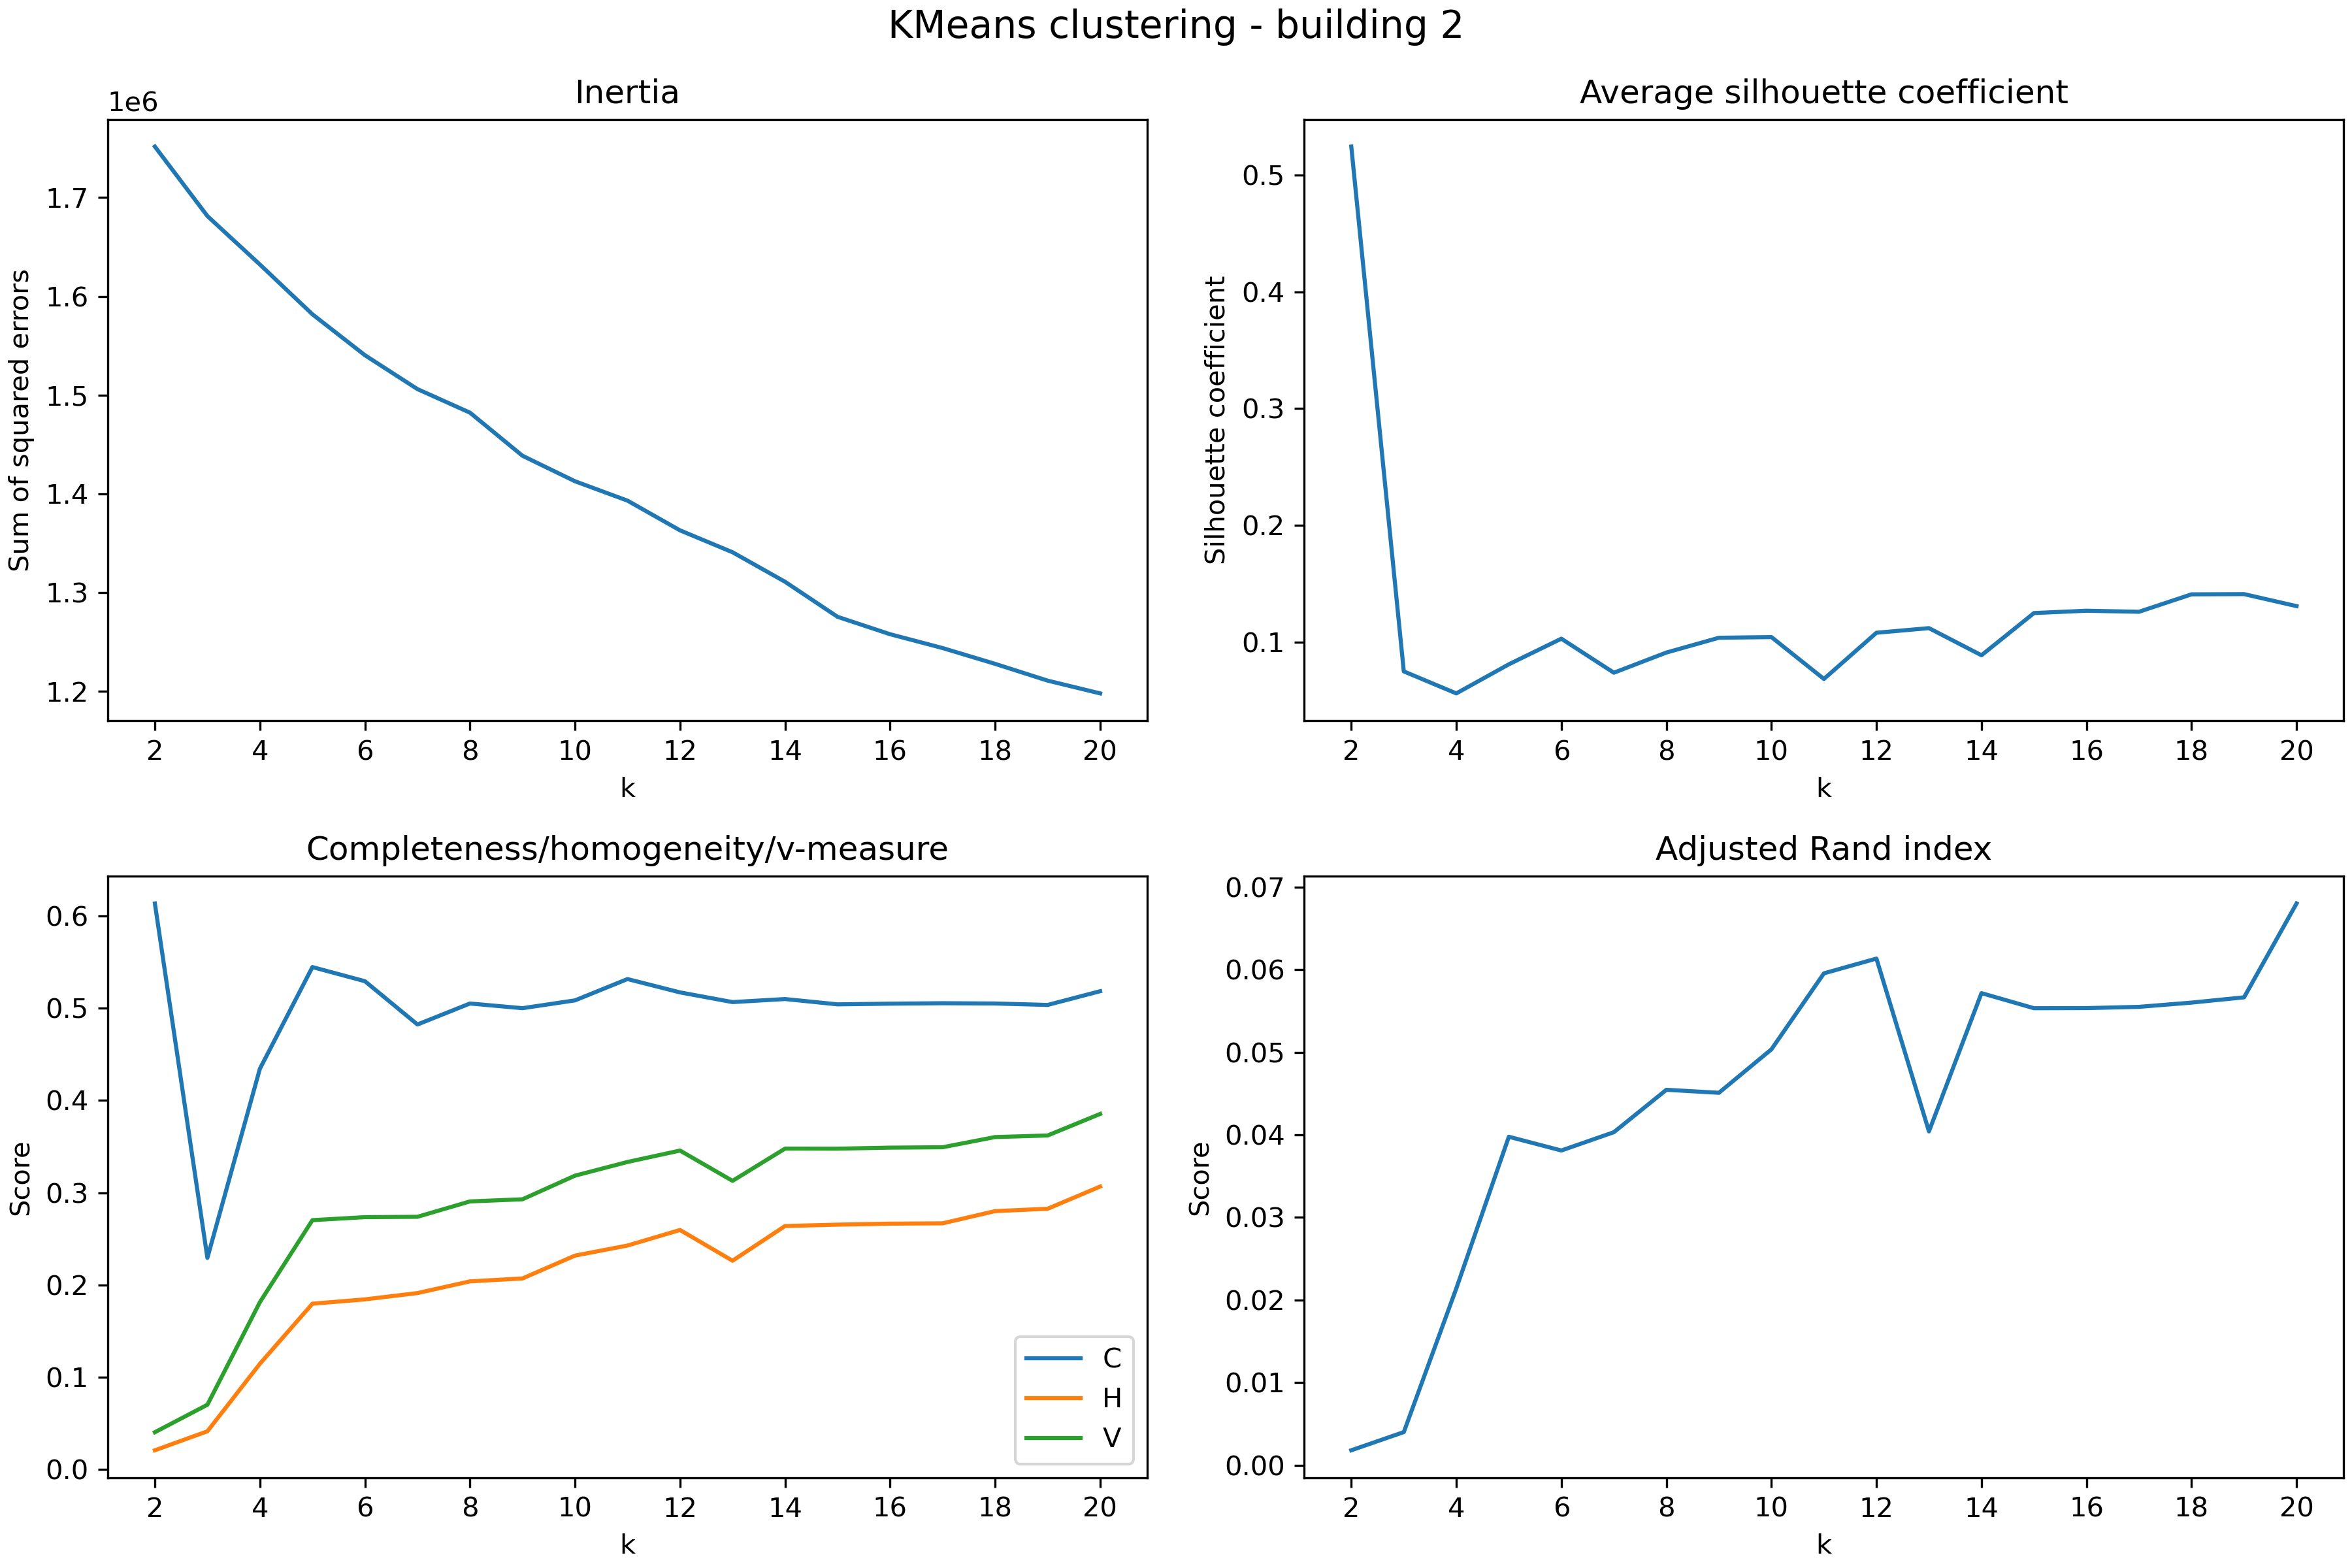 KMeans clustering - building 2
Inertia
1e6
Sum of squared errors
1.7
1.6
1.5
1.4
1.3
1.2
2 4 6 8 10 12 14 16 18 20
k
Average silhouette coefficient
Silhouette coefficient
0.5
0.4
0.3
0.2
0.1
2 4 6 8 10 12 14 16 18 20
k
Completeness/homogeneity/v-measure
Score
0.6
0.5
0.4
0.3
0.2
0.1
0.0
C
H
V
2 4 6 8 10 12 14 16 18 20
k
Adjusted Rand index
Score
0.07
0.06
0.05
0.04
0.03
0.02
0.01
0.00
2 4 6 8 10 12 14 16 18 20
k